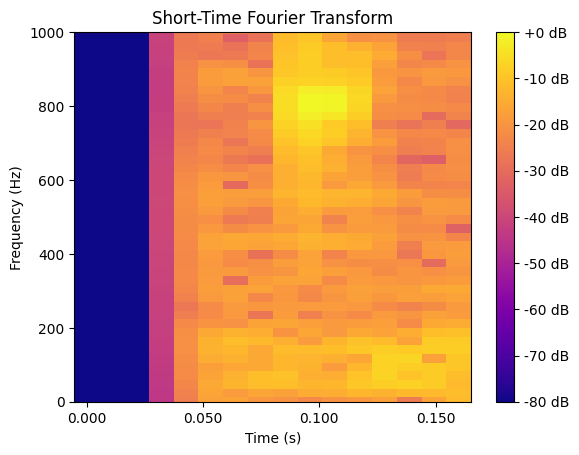 Short-Time Fourier Transform
1000
800
600
400
200
0
Frequency (Hz)
0.000
0.050
0.100
0.150
Time (s)
+0 dB
-10 dB
-20 dB
-30 dB
-40 dB
-50 dB
-60 dB
-70 dB
-80 dB